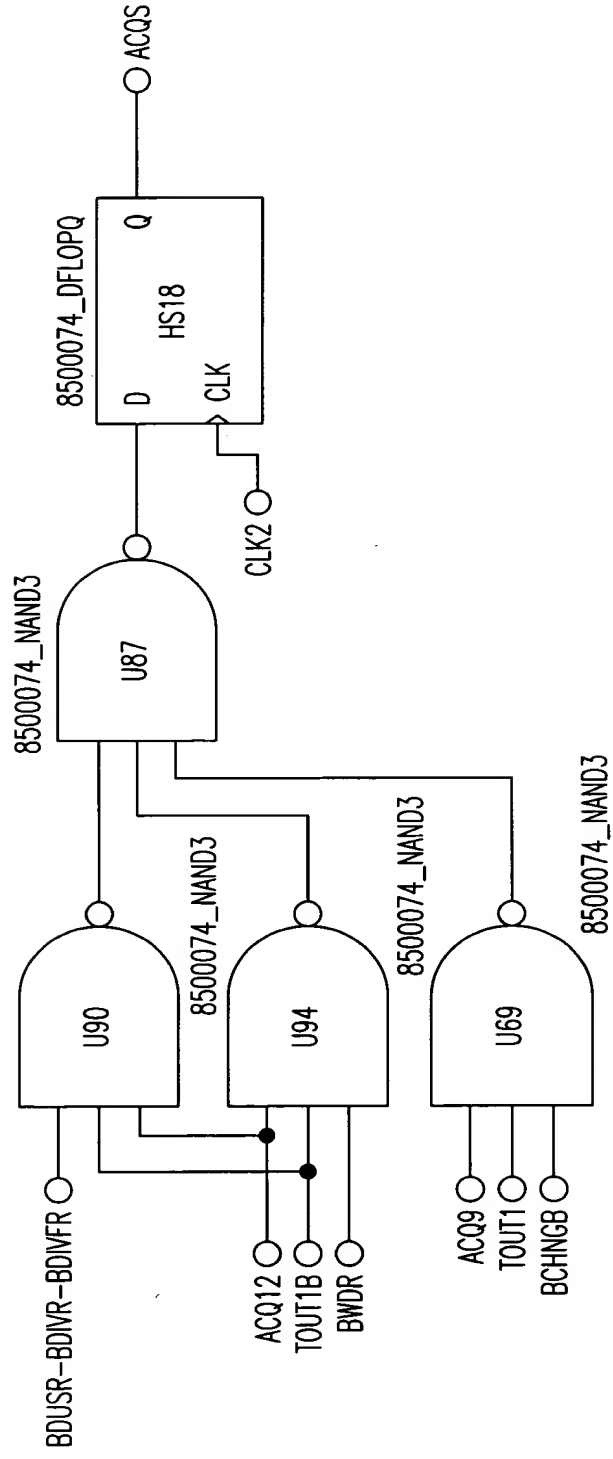 BDUSR-BDIVR-BDIVFR
ACQ12
TOUT1B
BWDR
ACQ9
TOUT1
BCHNGB
U90
8500074_NAND3
U94
8500074_NAND3
U69
8500074_NAND3
8500074_NAND3
U87
CLK2
8500074_DFLOPQ
D
Q
HS18
CLK
ACQS